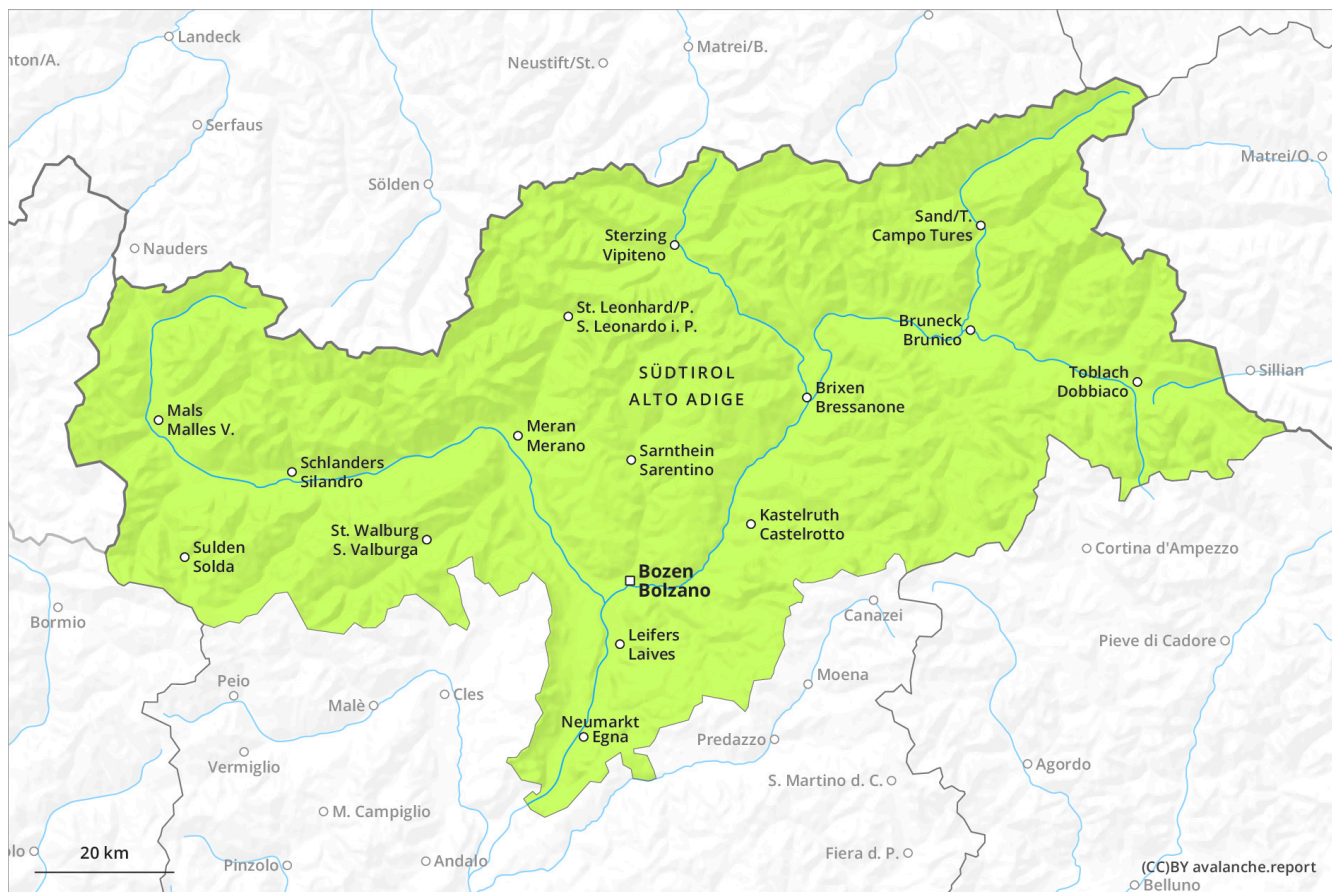 Landeck
Matrei/B.
nton/A.
Neustift/St.
Serfaus
Matrei/O.
Sölden
Sand/T.
Campo Tures
Sterzing
Vipiteno
Nauders
St. Leonhard/P.
S. Leonardo i. P.
Bruneck
Brunico
SÜDTIROL
ALTO ADIGE
Toblach
Dobbiaco
Sillian
Brixen
Bressanone
Mals
Malles V.
Meran
Merano
Sarnthein
Sarentino
Schlanders
Silandro
Kastelruth
Castelrotto
St. Walburg
S. Valburga
Sulden
Solda
Cortina d'Ampezzo
Bozen
Bolzano
Bormio
Canazei
Leifers
Laives
Pieve di Cadore
Peio
Moena
Malè
Cles
Neumarkt
Egna
Predazzo
Vermiglio
Agordo
S. Martino d. C.
M. Campiglio
olo
20 km
Pinzolo
Andalo
Fiera d. P.
(CC)BY avalanche.report
Belluno